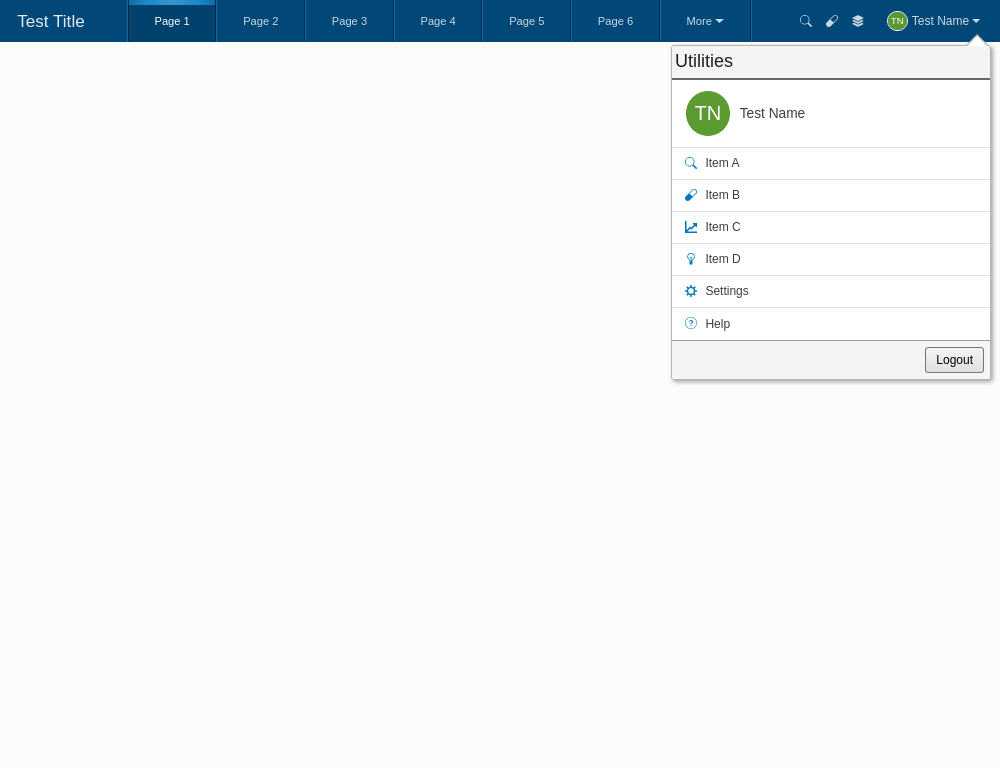 Test Title
Page 1
Page 2
Page 3
Page 4
Page 5
Page 6
More
TN Test Name
Utilities
TN Test Name
Item A
Item B
Item C
Item D
Settings
? Help
Logout